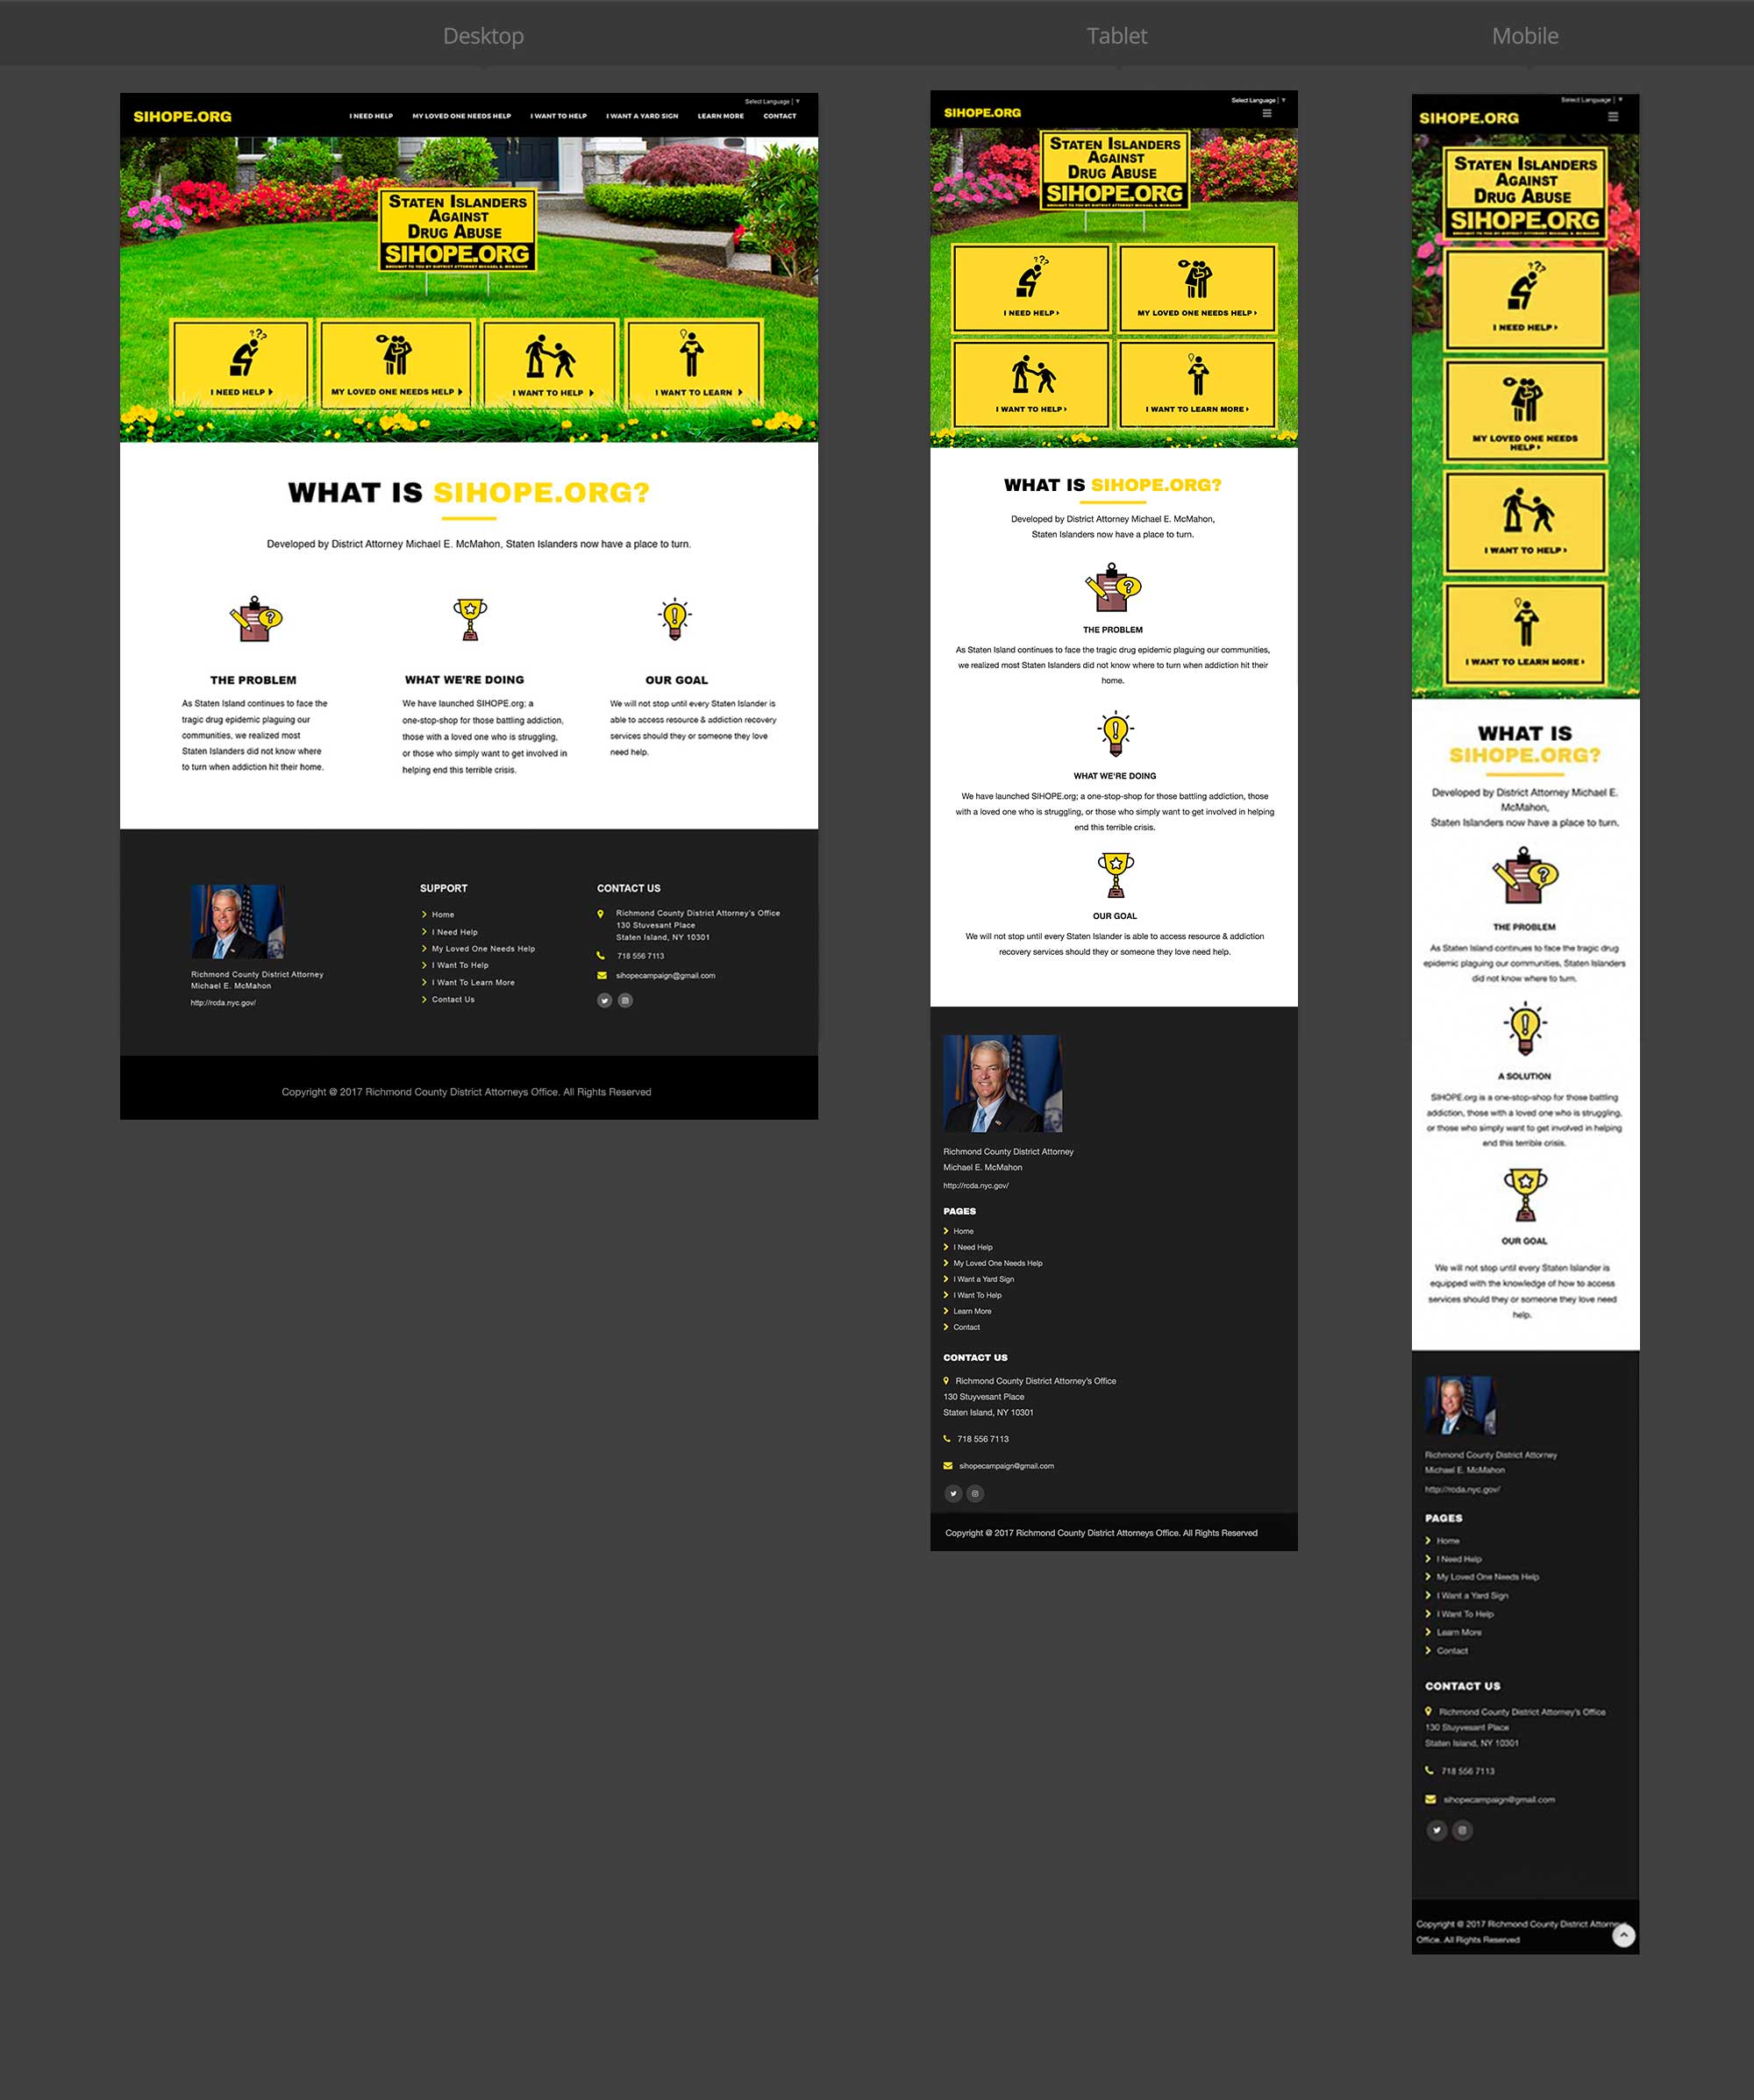 Desktop
Tablet
Mobile
Select Language | ▼
SIHOPE.ORG
I NEED HELP
MY LOVED ONE NEEDS HELP
I WANT TO HELP
I WANT A YARD SIGN
LEARN MORE
CONTACT
STATEN ISLANDERS
AGAINST
DRUG ABUSE
SIHOPE.ORG
BROUGHT TO YOU BY DISTRICT ATTORNEY MICHAEL E. MCMAHON
I NEED HELP
MY LOVED ONE NEEDS HELP
I WANT TO HELP
I WANT TO LEARN
WHAT IS SIHOPE.ORG?
Developed by District Attorney Michael E. McMahon, Staten Islanders now have a place to turn.
THE PROBLEM
As Staten Island continues to face the
tragic drug epidemic plaguing our
communities, we realized most
Staten Islanders did not know where
to turn when addiction hit their home.
WHAT WE'RE DOING
We have launched SIHOPE.org; a
one-stop-shop for those battling addiction,
those with a loved one who is struggling,
or those who simply want to get involved in
helping end this terrible crisis.
OUR GOAL
We will not stop until every Staten Islander is
able to access resource & addiction recovery
services should they or someone they love
need help.
Richmond County District Attorney
Michael E. McMahon
http://rcda.nyc.gov/
SUPPORT
Home
I Need Help
My Loved One Needs Help
I Want To Help
I Want To Learn More
Contact Us
CONTACT US
Richmond County District Attorney's Office
130 Stuvesant Place
Staten Island, NY 10301
718 556 7113
sihopecampaign@gmail.com
Copyright @ 2017 Richmond County District Attorneys Office. All Rights Reserved
Select Language | ▼
SIHOPE.ORG
STATEN ISLANDERS
AGAINST
DRUG ABUSE
SIHOPE.ORG
BROUGHT TO YOU BY DISTRICT ATTORNEY MICHAEL E. MCMAHON
I NEED HELP
MY LOVED ONE NEEDS HELP
I WANT TO HELP
I WANT TO LEARN MORE
WHAT IS SIHOPE.ORG?
Developed by District Attorney Michael E. McMahon,
Staten Islanders now have a place to turn.
THE PROBLEM
As Staten Island continues to face the tragic drug epidemic plaguing our communities,
we realized most Staten Islanders did not know where to turn when addiction hit their
home.
WHAT WE'RE DOING
We have launched SIHOPE.org; a one-stop-shop for those battling addiction, those
with a loved one who is struggling, or those who simply want to get involved in helping
end this terrible crisis.
OUR GOAL
We will not stop until every Staten Islander is able to access resource & addiction
recovery services should they or someone they love need help.
Richmond County District Attorney
Michael E. McMahon
http://rcda.nyc.gov/
PAGES
Home
I Need Help
My Loved One Needs Help
I Want a Yard Sign
I Want To Help
Learn More
Contact
CONTACT US
Richmond County District Attorney's Office
130 Stuyvesant Place
Staten Island, NY 10301
718 556 7113
sihopecampaign@gmail.com
Copyright @ 2017 Richmond County District Attorneys Office. All Rights Reserved
Select Language | ▼
SIHOPE.ORG
STATEN ISLANDERS
AGAINST
DRUG ABUSE
SIHOPE.ORG
BROUGHT TO YOU BY DISTRICT ATTORNEY MICHAEL E. MCMAHON
I NEED HELP
MY LOVED ONE NEEDS
HELP
I WANT TO HELP
I WANT TO LEARN MORE
WHAT IS
SIHOPE.ORG?
Developed by District Attorney Michael E.
McMahon,
Staten Islanders now have a place to turn.
THE PROBLEM
As Staten Island continues to face the tragic drug
epidemic plaguing our communities, Staten Islanders
did not know where to turn.
A SOLUTION
SIHOPE.org is a one-stop-shop for those battling
addiction, those with a loved one who is struggling,
or those who simply want to get involved in helping
end this terrible crisis.
OUR GOAL
We will not stop until every Staten Islander is
equipped with the knowledge of how to access
services should they or someone they love need
help.
Richmond County District Attorney
Michael E. McMahon
http://rcda.nyc.gov/
PAGES
Home
I Need Help
My Loved One Needs Help
I Want a Yard Sign
I Want To Help
Learn More
Contact
CONTACT US
Richmond County District Attorney's Office
130 Stuyvesant Place
Staten Island, NY 10301
718 556 7113
sihopecampaign@gmail.com
Copyright @ 2017 Richmond County District
Office. All Rights Reserved